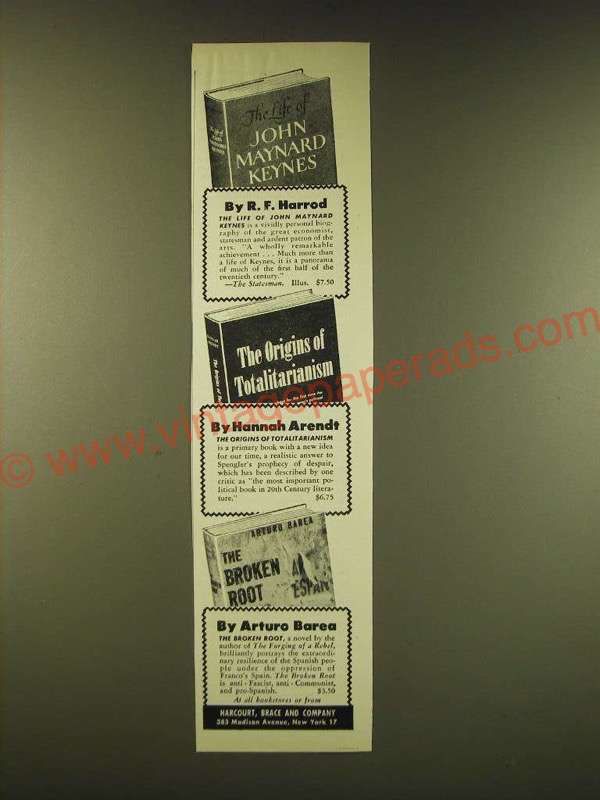 The Life of
JOHN
MAYNARD
KEYNES
By R. F. Harrod
THE LIFE OF JOHN MAYNARD
KEYNES is a vividly personal biog-
raphy of the great economist,
statesman and ardent patron of the
arts. "A wholly remarkable
achievement . . . Much more than
a life of Keynes, it is a panorama
of much of the first half of the
twentieth century."
—The Statesman. Illus. $7.50
The Origins of
Totalitarianism
By Hannah Arendt
THE ORIGINS OF TOTALITARIANISM
is a primary book with a new idea
for our time, a realistic answer to
Spengler's prophecy of despair,
which has been described by one
critic as "the most important po-
litical book in 20th Century litera-
ture." $6.75
ARTURO BAREA
THE
BROKEN
ROOT
By Arturo Barea
THE BROKEN ROOT, a novel by the
author of The Forging of a Rebel,
brilliantly portrays the extraordi-
nary resilience of the Spanish peo-
ple under the oppression of
Franco's Spain. The Broken Root
is anti-Fascist, anti-Communist,
and pro-Spanish. $3.50
At all bookstores or from
HARCOURT, BRACE AND COMPANY
383 Madison Avenue, New York 17
© www.vintagepaperads.com